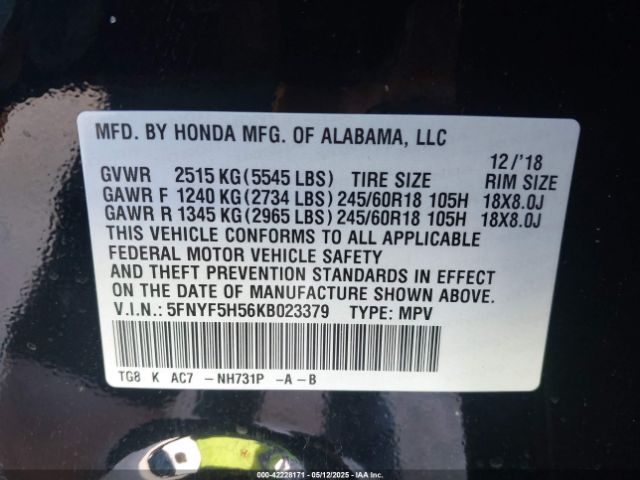 MFD. BY HONDA MFG. OF ALABAMA, LLC
12/'18
GVWR 2515 KG (5545 LBS) TIRE SIZE RIM SIZE
GAWR F 1240 KG (2734 LBS) 245/60R18 105H 18X8.0J
GAWR R 1345 KG (2965 LBS) 245/60R18 105H 18X8.0J
THIS VEHICLE CONFORMS TO ALL APPLICABLE
FEDERAL MOTOR VEHICLE SAFETY
AND THEFT PREVENTION STANDARDS IN EFFECT
ON THE DATE OF MANUFACTURE SHOWN ABOVE.
V.I.N.: 5FNYF5H56KB023379 TYPE: MPV
TG8 K AC7 -NH731P -A-B
000-42228171 - 05/12/2025 - IAA Inc.